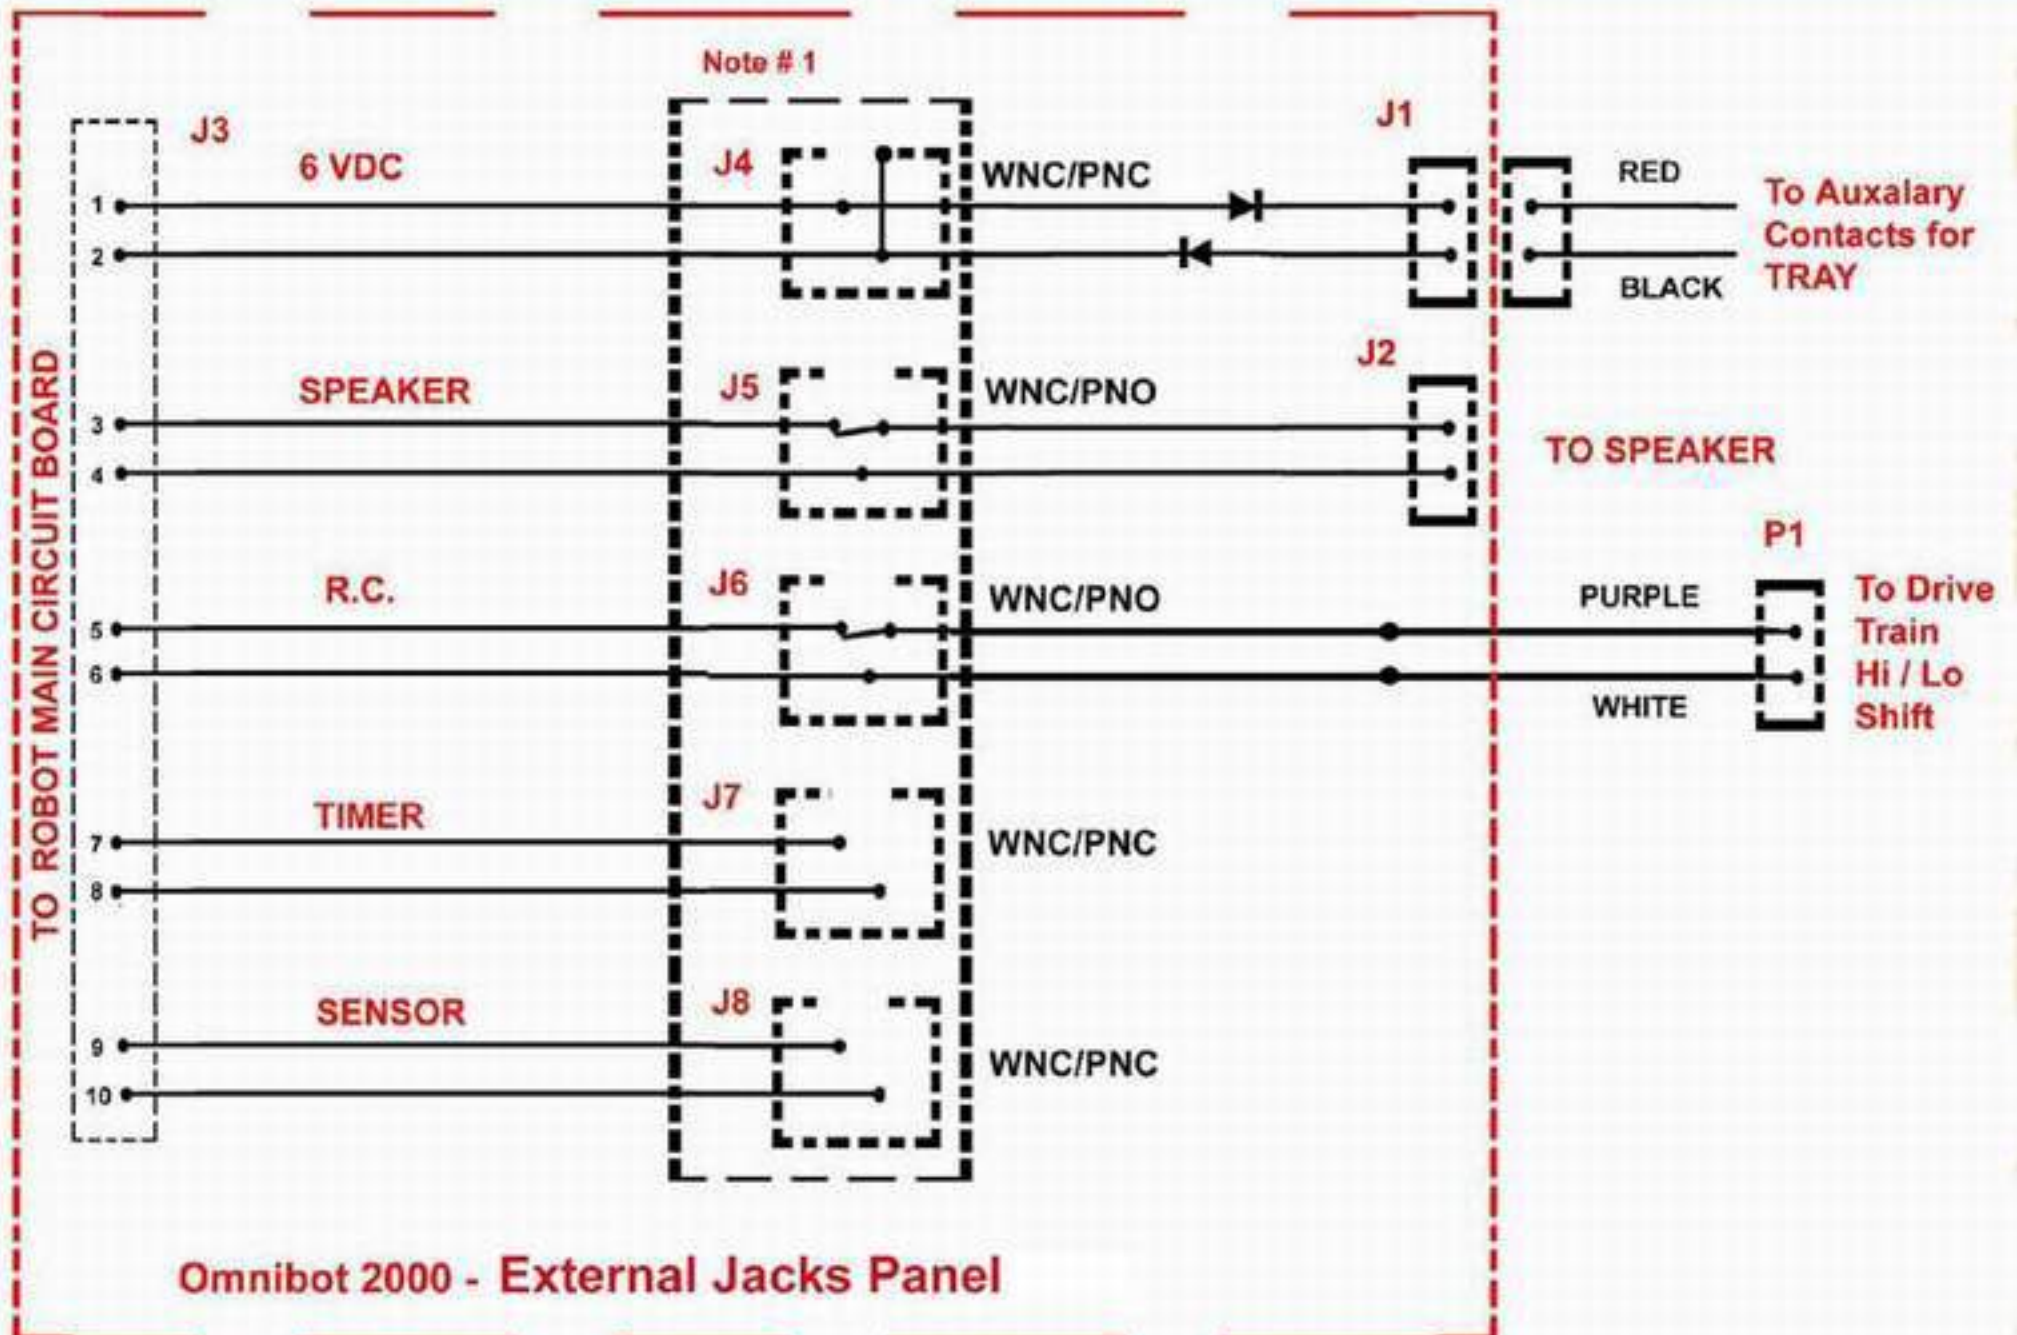 Note # 1
J3
6 VDC
J4
WNC/PNC
J1
RED
To Auxalary
Contacts for
TRAY
BLACK
1
2
TO ROBOT MAIN CIRCUIT BOARD
SPEAKER
J5
WNC/PNO
J2
TO SPEAKER
3
4
R.C.
J6
WNC/PNO
PURPLE
WHITE
P1
To Drive
Train
Hi / Lo
Shift
5
6
TIMER
J7
WNC/PNC
7
8
SENSOR
J8
WNC/PNC
9
10
Omnibot 2000 - External Jacks Panel